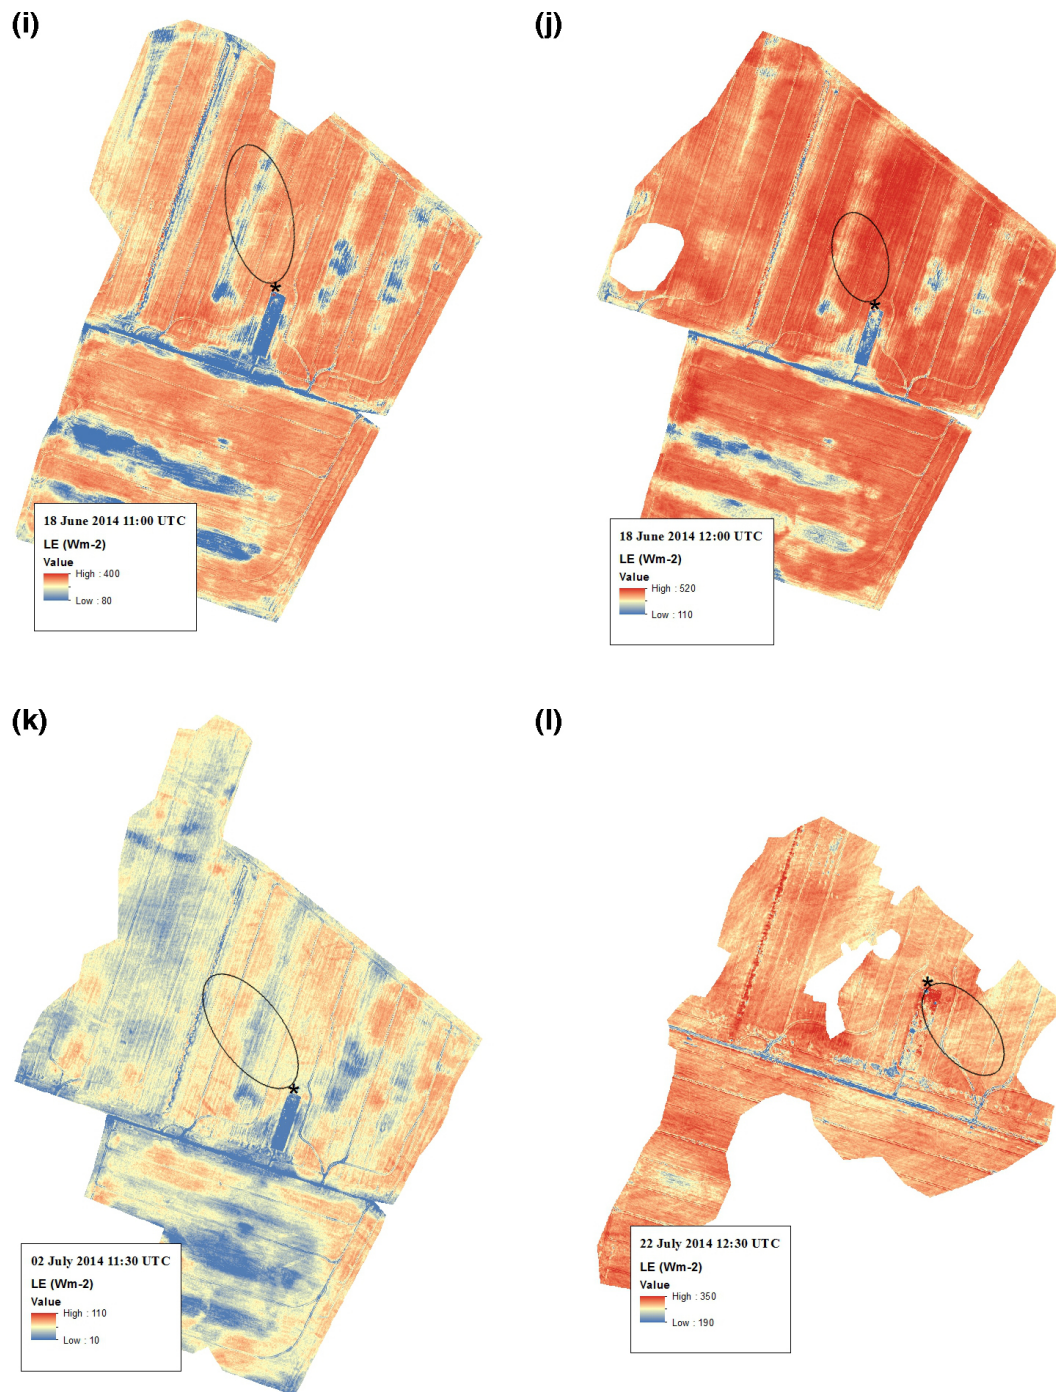 (i)
(j)
18 June 2014 11:00 UTC
LE (Wm-2)
Value
High : 400
Low : 80
18 June 2014 12:00 UTC
LE (Wm-2)
Value
High : 520
Low : 110
(k)
(l)
02 July 2014 11:30 UTC
LE (Wm-2)
Value
High : 110
Low : 10
22 July 2014 12:30 UTC
LE (Wm-2)
Value
High : 350
Low : 190